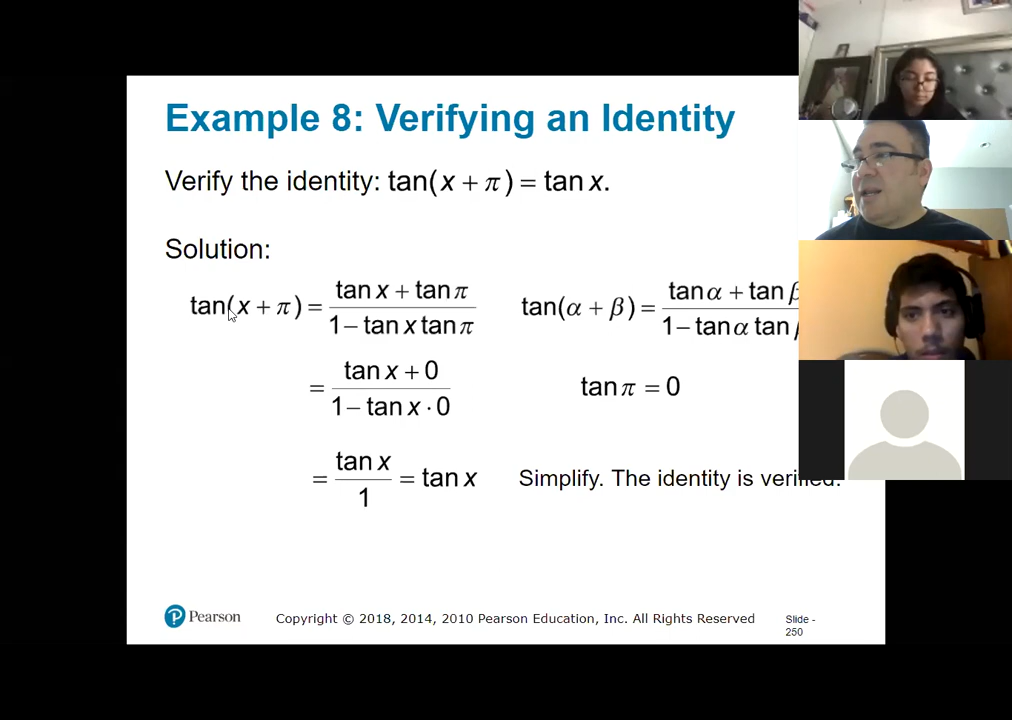 Example 8: Verifying an Identity
Verify the identity: tan(x + π) = tan x.
Solution:
tan(x + π) = (tan x + tan π) / (1 − tan x tan π)
tan(α + β) = (tan α + tan β) / (1 − tan α tan
= (tan x + 0) / (1 − tan x · 0)
tan π = 0
= tan x / 1 = tan x
Simplify. The identity is verified.
Pearson
Copyright © 2018, 2014, 2010 Pearson Education, Inc. All Rights Reserved
Slide -
250